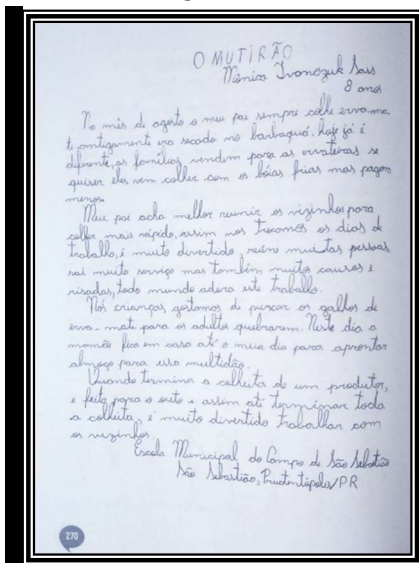 O MUTIRÃO
Mônica Ivanczuk Sass
8 anos
No mês de agosto o meu pai sempre colhe erva-ma
te, antigamente era secado no barbaquá, hoje já é
diferente, as famílias vendem para as ervateiras se
quiser eles vem colher com os bóias frias mas pagam
menos.
Meu pai acha melhor reunir os vizinhos para
colher mais rápido, assim nos trocamos os dias de
trabalho, é muito divertido, reúne muitas pessoas
sai muito serviço mas também muitos causos e
risadas, todo mundo adora este trabalho.
Nós crianças gostamos de puxar os galhos de
erva-mate para os adultos quebrarem. Neste dia a
mamãe fica em casa até o meia dia para aprontar
almoço para essa multidão.
Quando termina a colheita de um produtor,
é feito para o outo e assim até terminar toda
a colheita, é muito divertido trabalhar com
os vizinhos.
Escola Municipal do Campo de São Sebastião
São Sebastião, Prudentópolis/PR
270